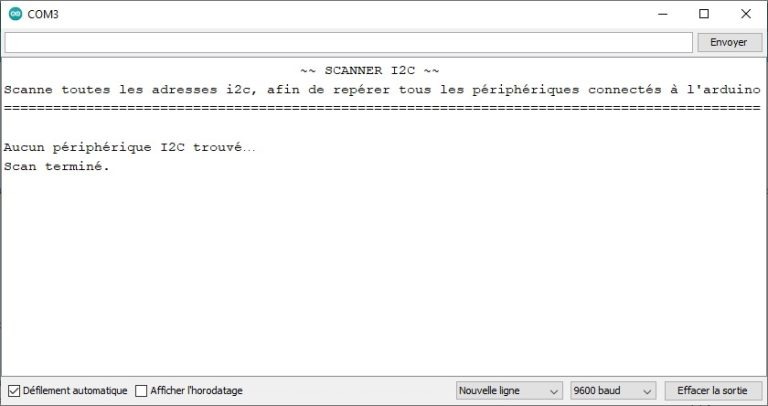 COM3
Envoyer
~~ SCANNER I2C ~~
Scanne toutes les adresses i2c, afin de repérer tous les périphériques connectés à l'arduino
============================================================================================
Aucun périphérique I2C trouvé...
Scan terminé.
Défilement automatique
Afficher l'horodatage
Nouvelle ligne
9600 baud
Effacer la sortie